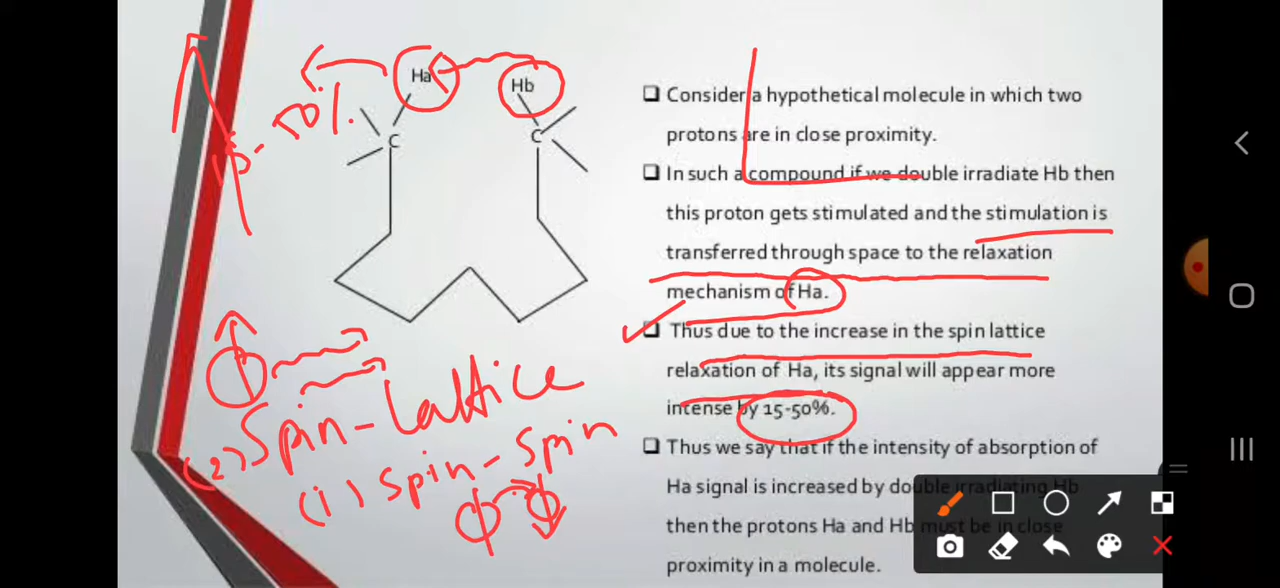 Ha
Hb
C
C
15-50%.
(2) Spin-Lattice
(1) Spin-Spin
❑ Consider a hypothetical molecule in which two
protons are in close proximity.
❑ In such a compound if we double irradiate Hb then
this proton gets stimulated and the stimulation is
transferred through space to the relaxation
mechanism of Ha.
❑ Thus due to the increase in the spin lattice
relaxation of Ha, its signal will appear more
intense by 15-50%.
❑ Thus we say that if the intensity of absorption of
Ha signal is increased by double irradiating Hb
then the protons Ha and Hb must be in close
proximity in a molecule.